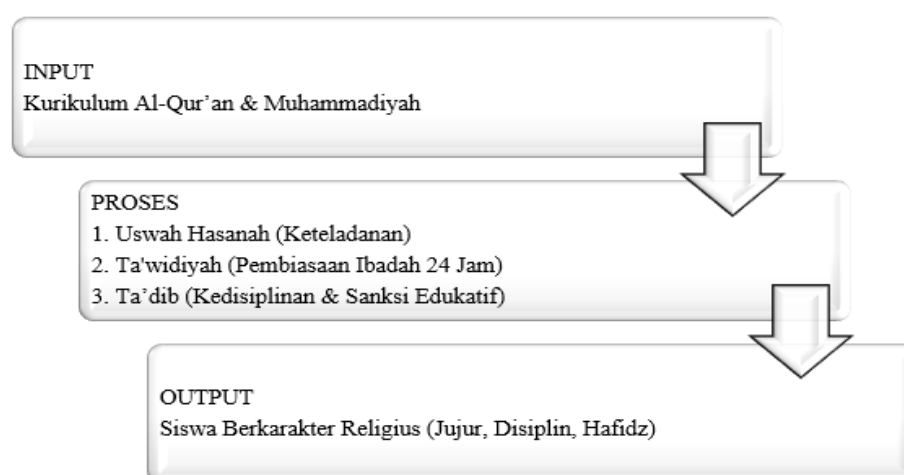 INPUT
Kurikulum Al-Qur’an & Muhammadiyah
PROSES
1. Uswah Hasanah (Keteladanan)
2. Ta'widiyah (Pembiasaan Ibadah 24 Jam)
3. Ta’dib (Kedisiplinan & Sanksi Edukatif)
OUTPUT
Siswa Berkarakter Religius (Jujur, Disiplin, Hafidz)